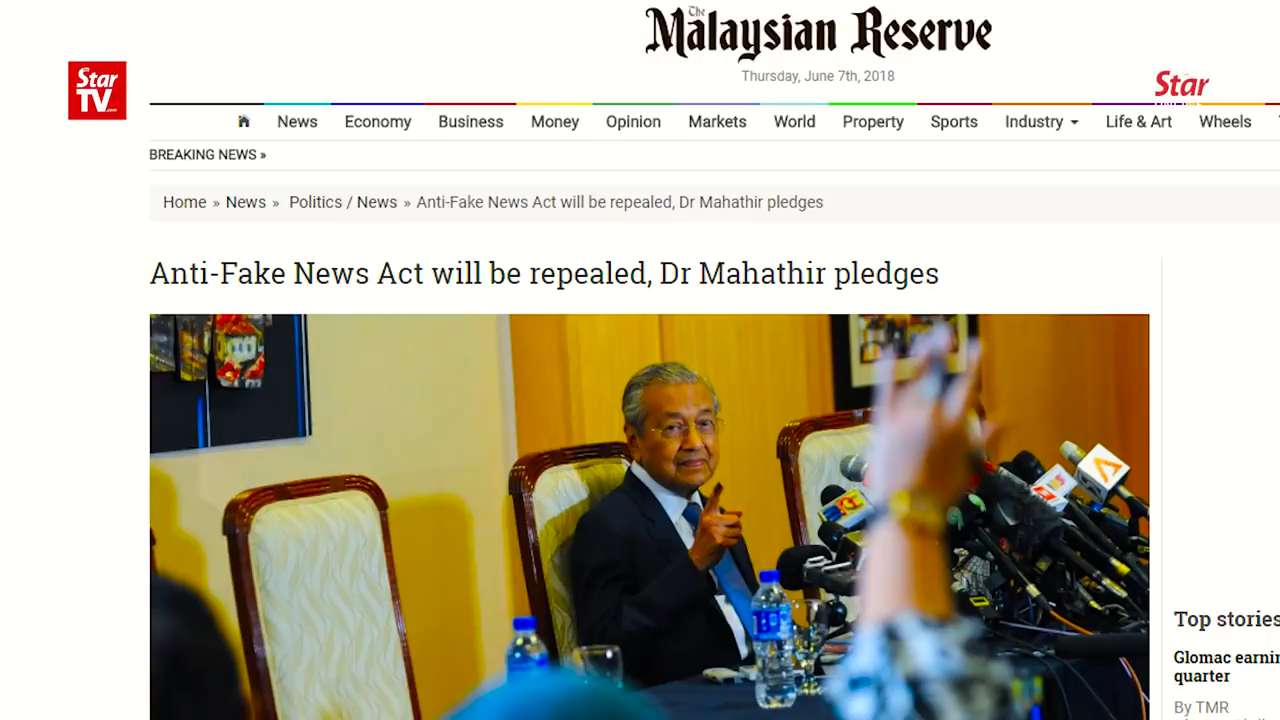 The
Malaysian Reserve
Thursday, June 7th, 2018
Star
TV.com
Star
News Economy Business Money Opinion Markets World Property Sports Industry Life & Art Wheels
BREAKING NEWS »
Home » News » Politics / News » Anti-Fake News Act will be repealed, Dr Mahathir pledges
Anti-Fake News Act will be repealed, Dr Mahathir pledges
Top stories
Glomac
quarter
By TMR